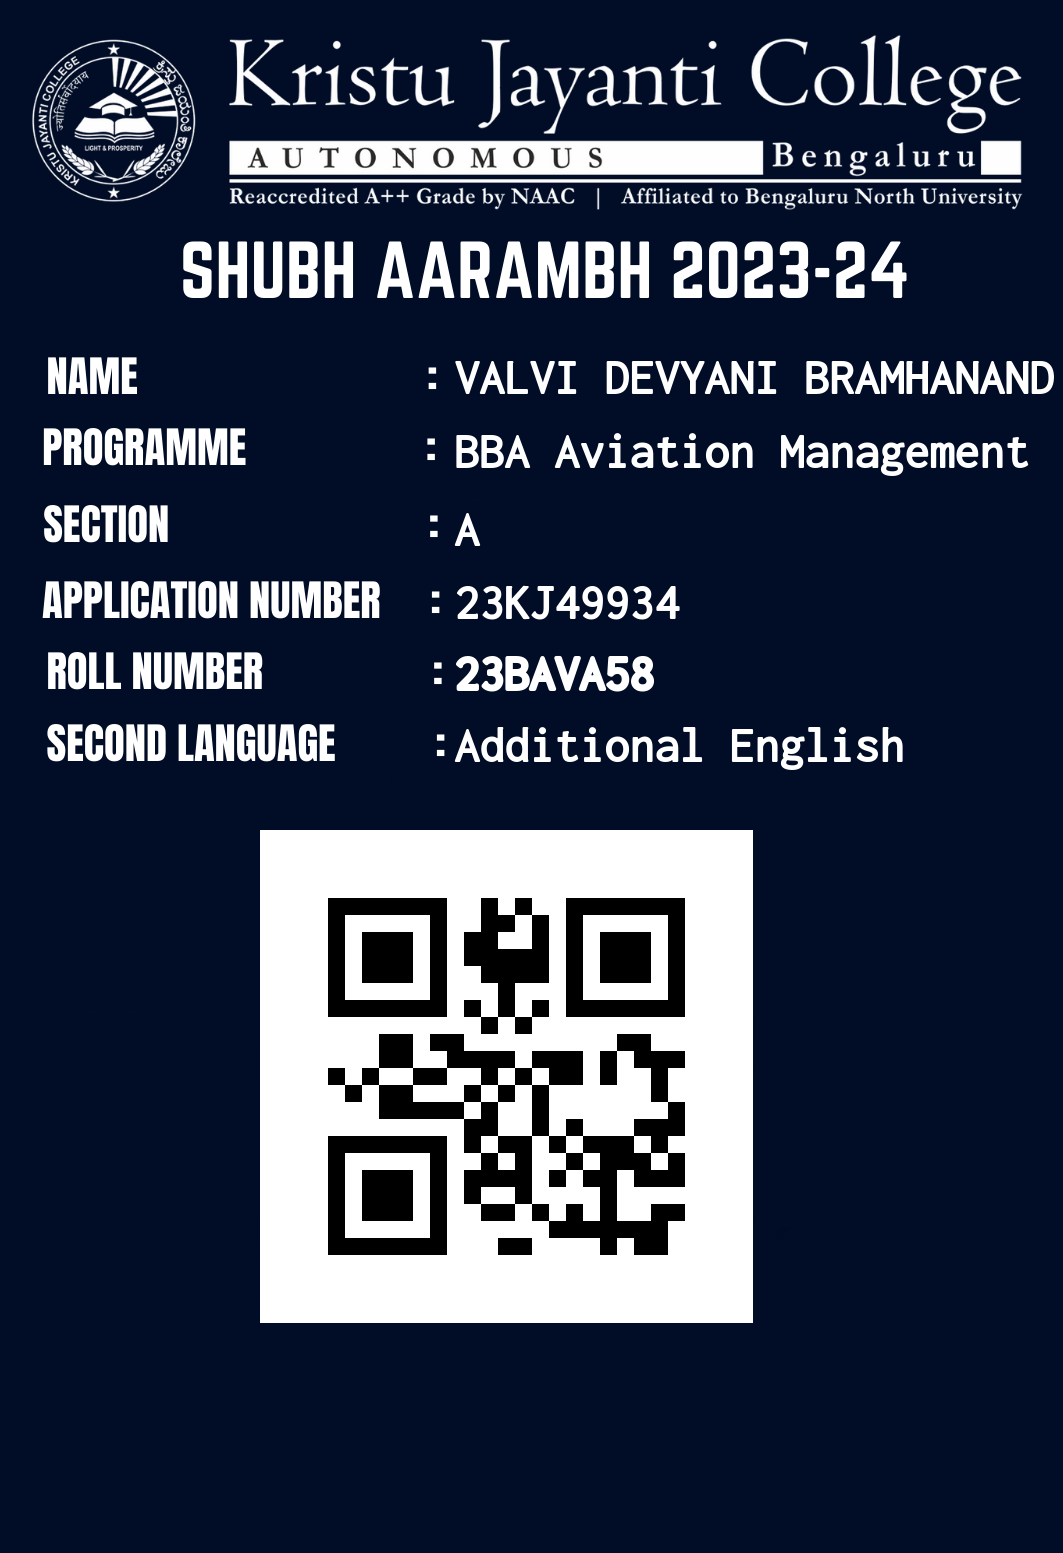 KRISTU JAYANTI COLLEGE
ज्योतिर्समृद्धिदायाय
LIGHT & PROSPERITY
Kristu Jayanti College
AUTONOMOUS Bengaluru
Reaccredited A++ Grade by NAAC | Affiliated to Bengaluru North University
SHUBH AARAMBH 2023-24
NAME : VALVI DEVYANI BRAMHANAND
PROGRAMME : BBA Aviation Management
SECTION : A
APPLICATION NUMBER : 23KJ49934
ROLL NUMBER : 23BAVA58
SECOND LANGUAGE : Additional English